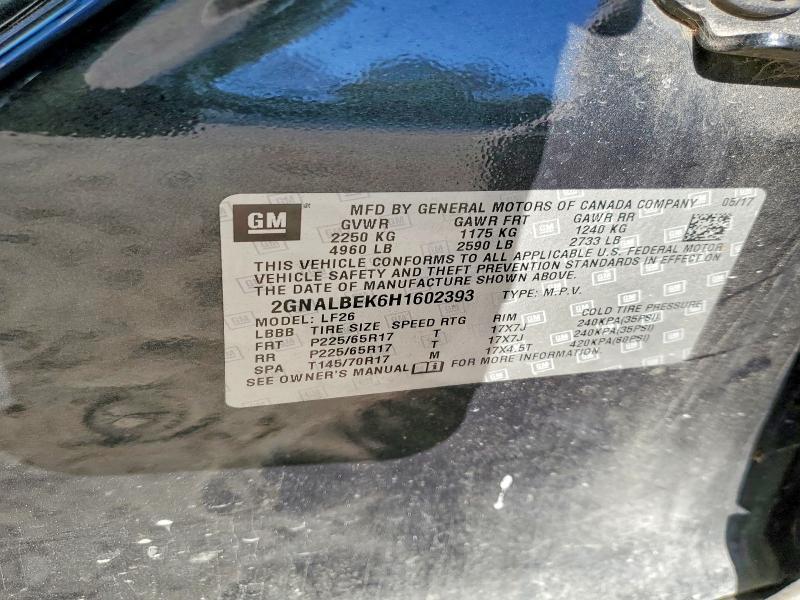 GM
MFD BY GENERAL MOTORS OF CANADA COMPANY 05/17
GVWR GAWR FRT GAWR RR
2250 KG 1175 KG 1240 KG
4960 LB 2590 LB 2733 LB
THIS VEHICLE CONFORMS TO ALL APPLICABLE U.S. FEDERAL MOTOR
VEHICLE SAFETY AND THEFT PREVENTION STANDARDS IN EFFECT ON
THE DATE OF MANUFACTURE SHOWN ABOVE.
2GNALBEK6H1602393 TYPE: M.P.V.
MODEL: LF26
LBBB TIRE SIZE SPEED RTG RIM COLD TIRE PRESSURE
FRT P225/65R17 T 17X7J 240KPA(35PSI)
RR P225/65R17 T 17X7J 240KPA(35PSI)
SPA T145/70R17 M 17X4.5T 420KPA(60PSI)
SEE OWNER'S MANUAL FOR MORE INFORMATION.